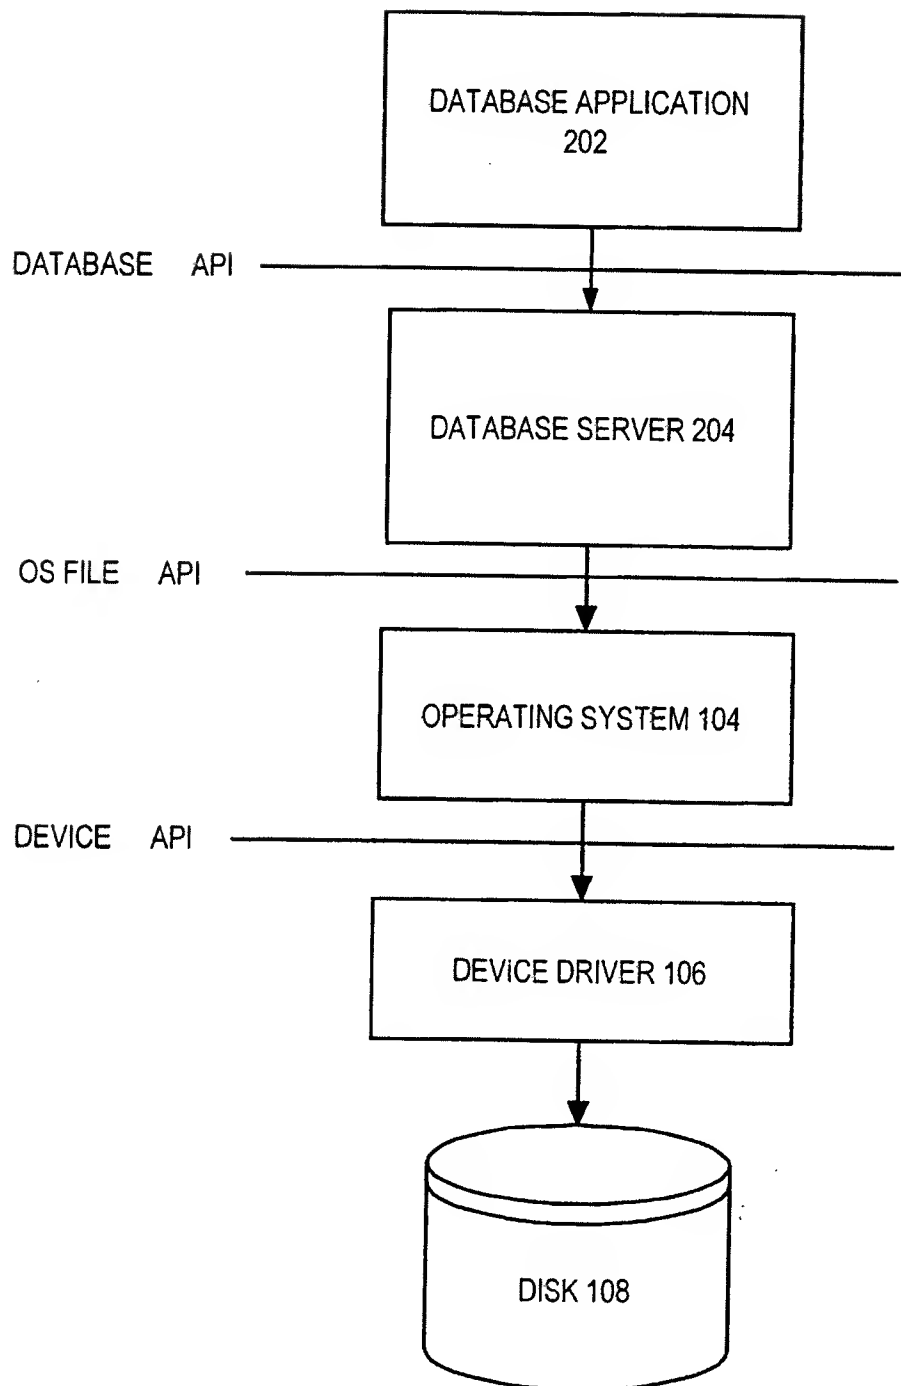 DATABASE APPLICATION
202
DATABASE API
DATABASE SERVER 204
OS FILE API
OPERATING SYSTEM 104
DEVICE API
DEVICE DRIVER 106
DISK 108